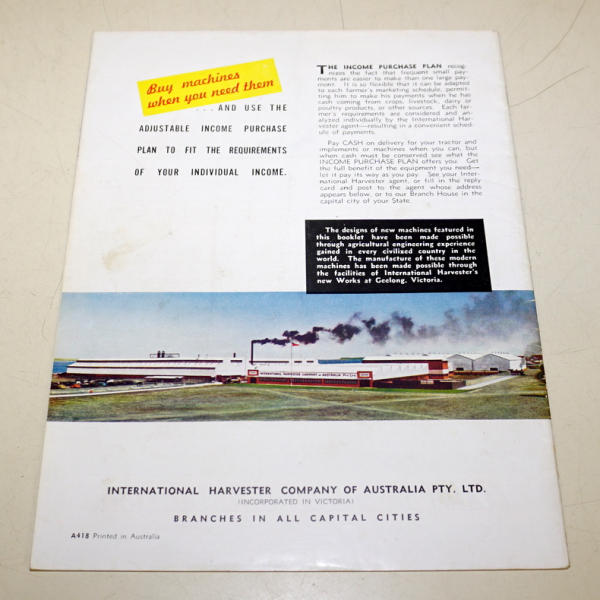 Buy machines
when you need them
. . . AND USE THE
ADJUSTABLE INCOME PURCHASE
PLAN TO FIT THE REQUIREMENTS
OF YOUR INDIVIDUAL INCOME.
THE INCOME PURCHASE PLAN recog-
nizes the fact that frequent small pay-
ments are easier to make than one large pay-
ment. It is so flexible that it can be adapted
to each farmer's marketing schedule, permit-
ting him to make his payments when he has
cash coming from crops, livestock, dairy or
poultry products, or other sources. Each far-
mer's requirements are considered and an-
alyzed individually by the International Har-
vester agent—resulting in a convenient sched-
ule of payments.
Pay CASH on delivery for your tractor and
implements or machines when you can, but
when cash must be conserved see what the
INCOME PURCHASE PLAN offers you. Get
the full benefit of the equipment you need—
let it pay its way as you pay. See your Inter-
national Harvester agent, or fill in the reply
card and post to the agent whose address
appears below, or to our Branch House in the
capital city of your State.
The designs of new machines featured in
this booklet have been made possible
through agricultural engineering experience
gained in every civilized country in the
world. The manufacture of these modern
machines has been made possible through
the facilities of International Harvester's
new Works at Geelong, Victoria.
INTERNATIONAL HARVESTER COMPANY OF AUSTRALIA PTY. LTD.
INTERNATIONAL HARVESTER COMPANY OF AUSTRALIA PTY. LTD.
(INCORPORATED IN VICTORIA)
BRANCHES IN ALL CAPITAL CITIES
A418 Printed in Australia